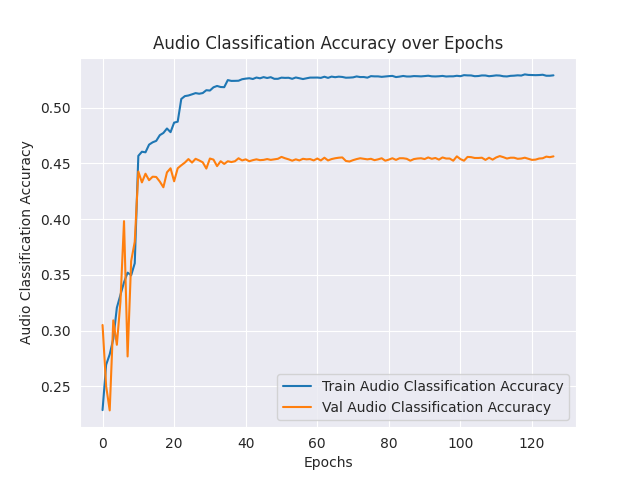 Audio Classification Accuracy over Epochs
Audio Classification Accuracy
0.50
0.45
0.40
0.35
0.30
0.25
Train Audio Classification Accuracy
Val Audio Classification Accuracy
0 20 40 60 80 100 120
Epochs